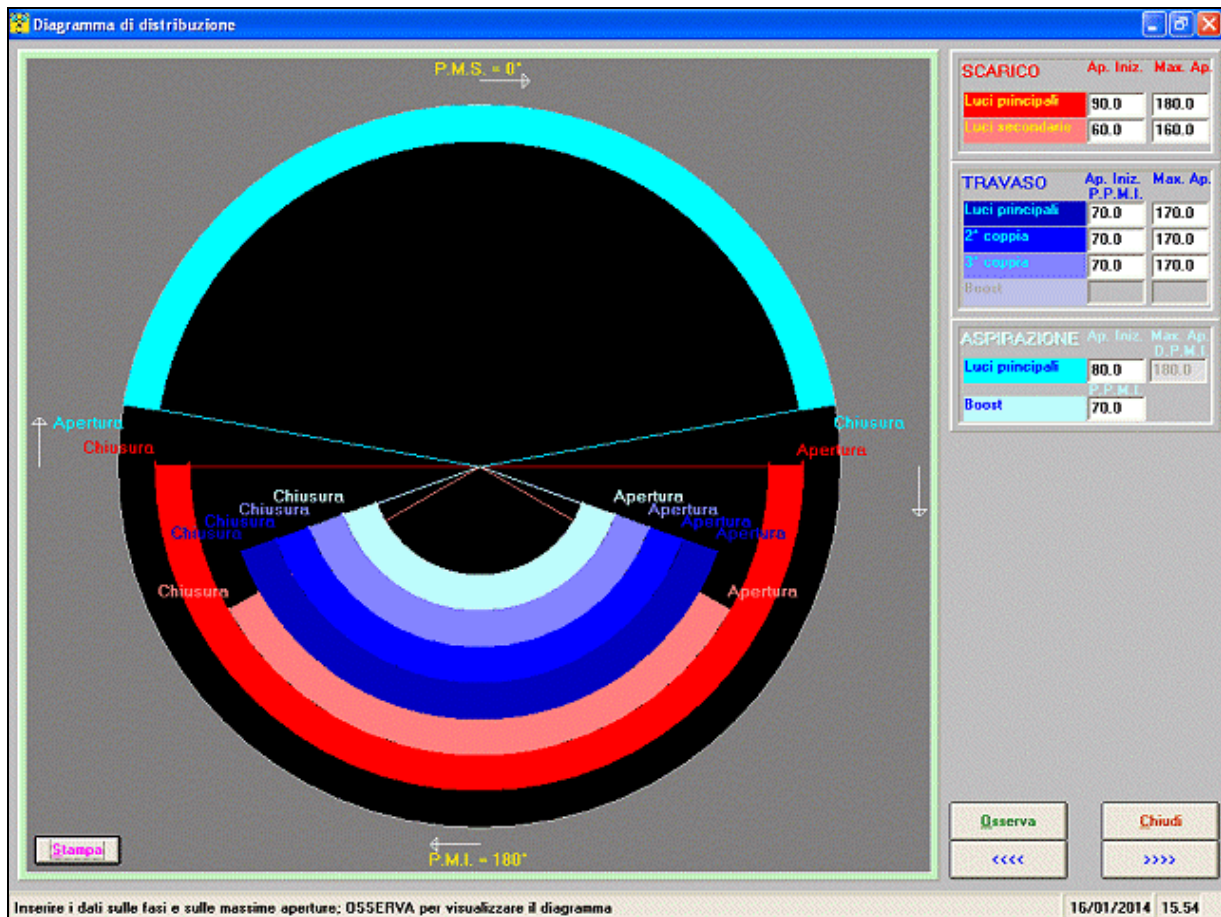 Diagramma di distribuzione
P.M.S. = 0°
Apertura
Chiusura
Chiusura
Apertura
Chiusura
Chiusura
Chiusura
Chiusura
Apertura
Apertura
Apertura
Apertura
Chiusura
Apertura
P.M.I. = 180°
Stampa
SCARICO Ap. Iniz. Max. Ap.
Luci principali 90.0 180.0
Luci secondarie 60.0 160.0
TRAVASO Ap. Iniz. P.P.M.I. Max. Ap.
Luci principali 70.0 170.0
2° coppia 70.0 170.0
3° coppia 70.0 170.0
Boost
ASPIRAZIONE Ap. Iniz. Max. Ap. D.P.M.I.
Luci principali 80.0 180.0
P.P.M.I.
Boost 70.0
Osserva Chiudi
<<<< >>>>
Inserire i dati sulle fasi e sulle massime aperture; OSSERVA per visualizzare il diagramma 16/01/2014 15.54